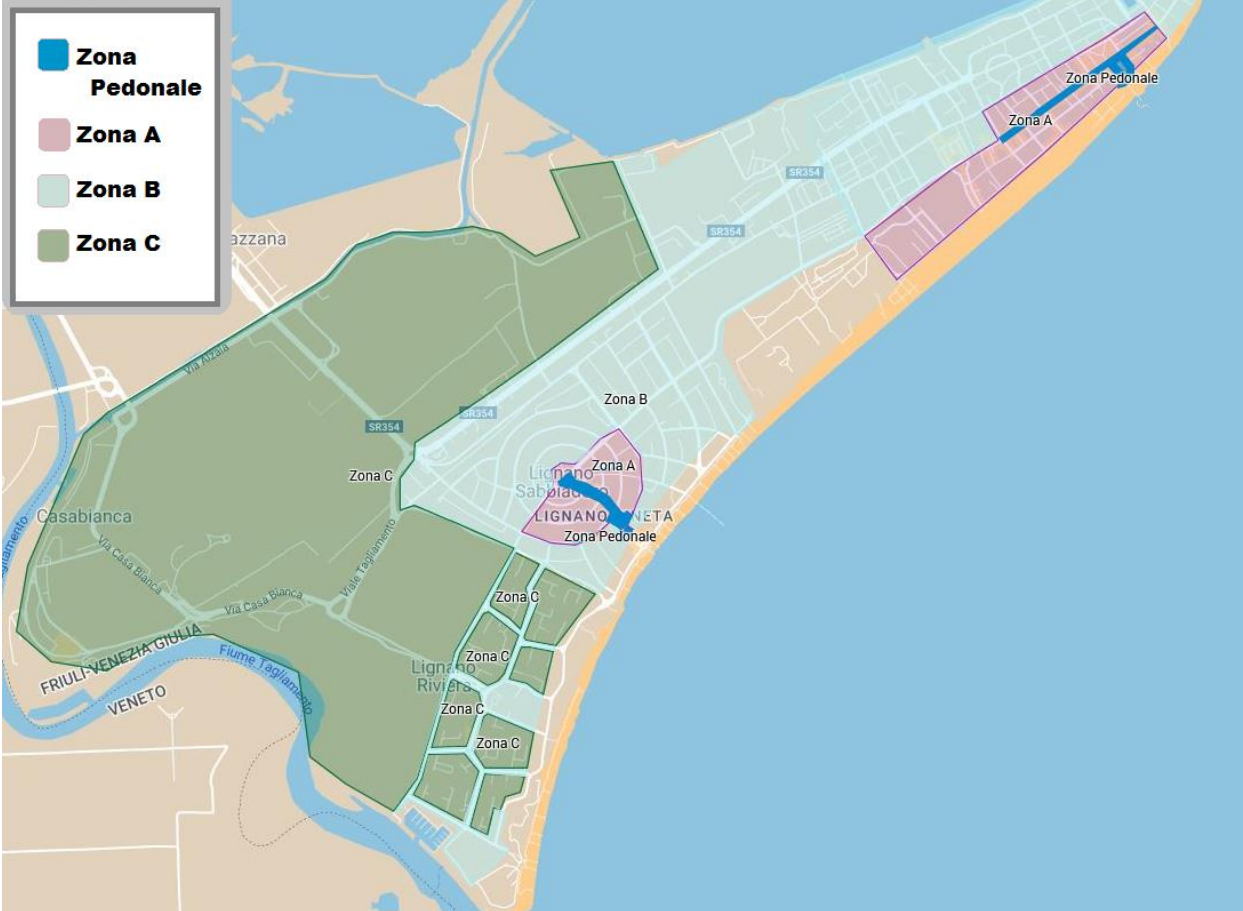 Zona
Pedonale
Zona A
Zona B
Zona C
azzana
Zona Pedonale
Zona A
SR354
SR354
Via Alzaia
Zona B
SR354
SR354
Zona A
Zona C
Lignano
Sabbiadoro
LIGNANO NETA
Casabianca
Zona Pedonale
Tagliamento
Viale Tagliamento
Via Casa Bianca
Via Casa Bianca
Zona C
FRIULI-VENEZIA GIULIA
Fiume Tagliamento
Zona C
Lignano
Riviera
VENETO
Zona C
Zona C